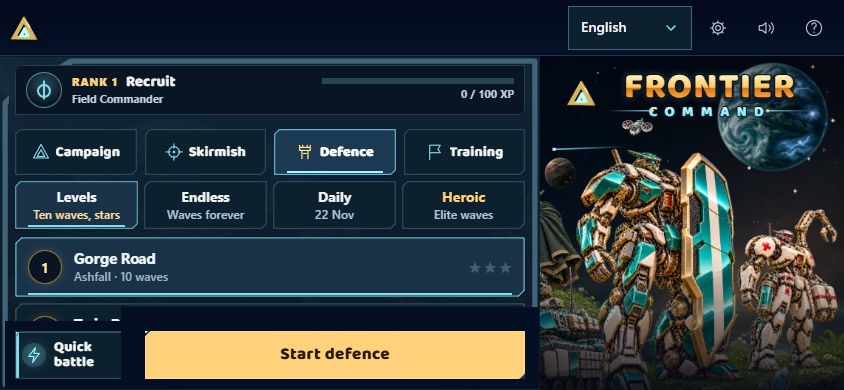 English
RANK 1 Recruit
Field Commander
0 / 100 XP
Campaign
Skirmish
Defence
Training
Levels
Ten waves, stars
Endless
Waves forever
Daily
22 Nov
Heroic
Elite waves
1
Gorge Road
Ashfall · 10 waves
Quick
battle
Start defence
FRONTIER
COMMAND